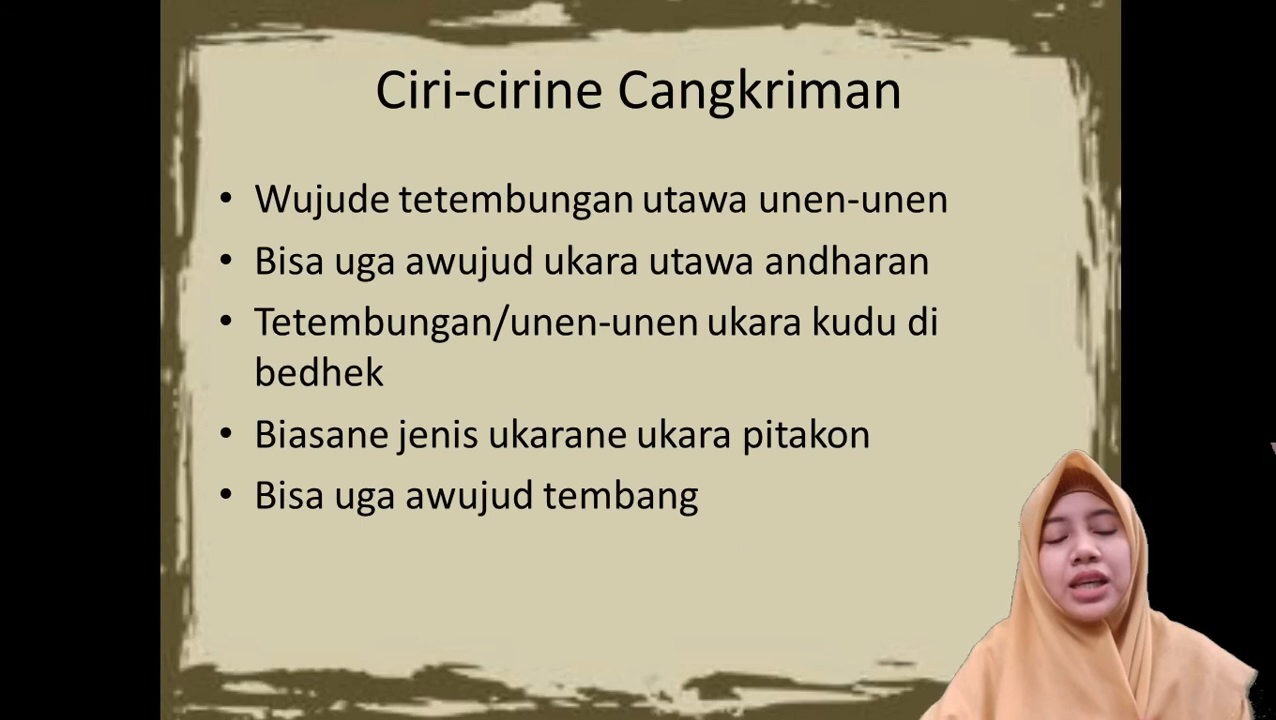 Ciri-cirine Cangkriman
• Wujude tetembungan utawa unen-unen
• Bisa uga awujud ukara utawa andharan
• Tetembungan/unen-unen ukara kudu di
bedhek
• Biasane jenis ukarane ukara pitakon
• Bisa uga awujud tembang